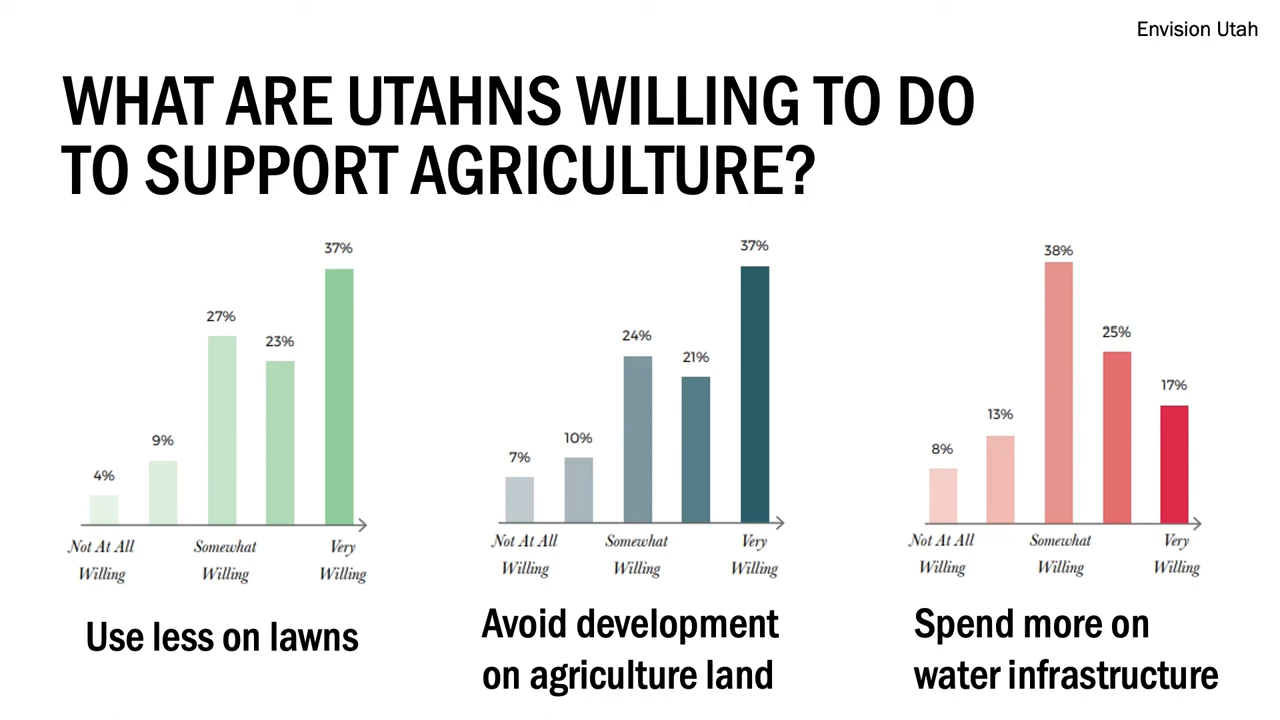 Envision Utah
WHAT ARE UTAHNS WILLING TO DO
TO SUPPORT AGRICULTURE?
4%
9%
27%
23%
37%
Not At All
Willing
Somewhat
Willing
Very
Willing
Use less on lawns
7%
10%
24%
21%
37%
Not At All
Willing
Somewhat
Willing
Very
Willing
Avoid development
on agriculture land
8%
13%
38%
25%
17%
Not At All
Willing
Somewhat
Willing
Very
Willing
Spend more on
water infrastructure